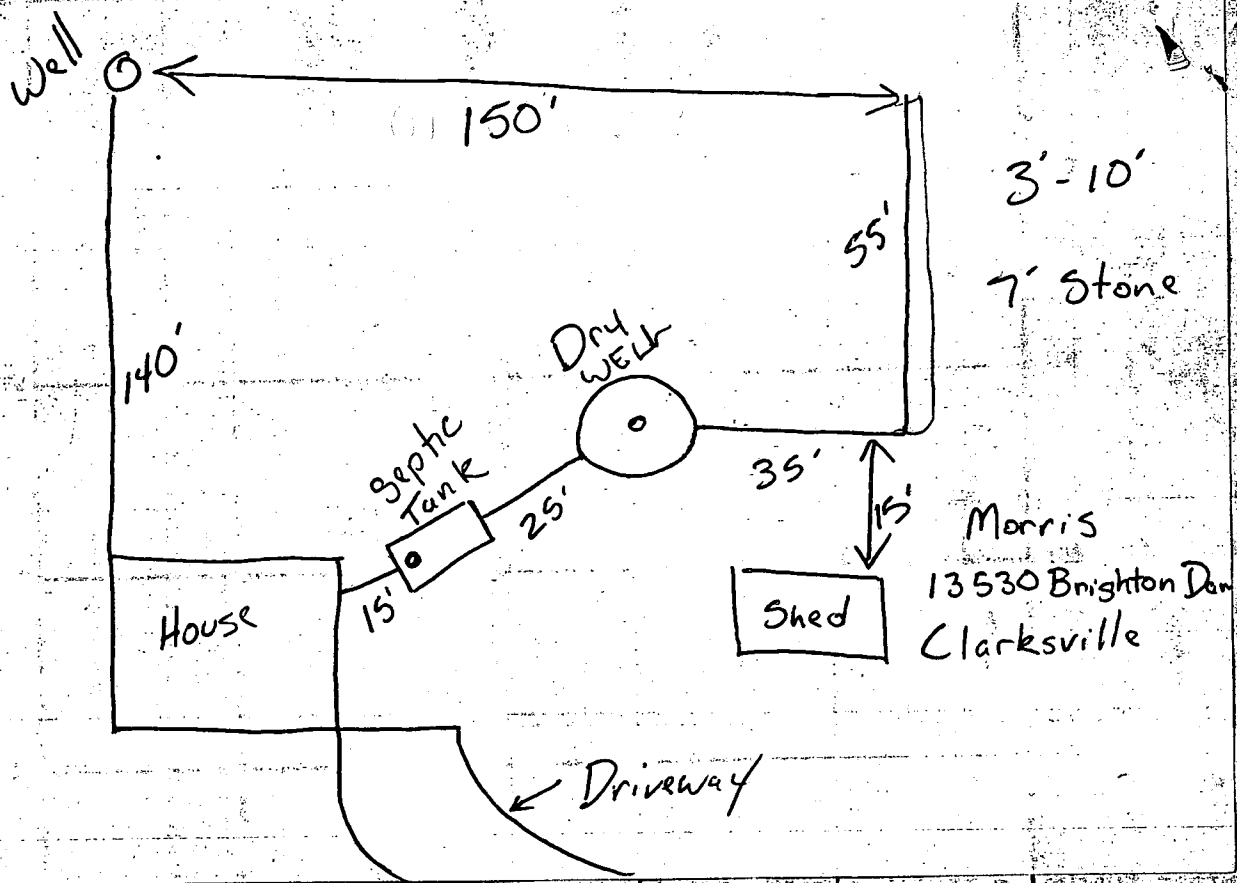 Well
150'
3'-10'
55'
7' Stone
140'
Dry
WELL
Septic
Tank
25'
35'
15'
Morris
13530 Brighton Dam
Clarksville
15'
House
Shed
Driveway